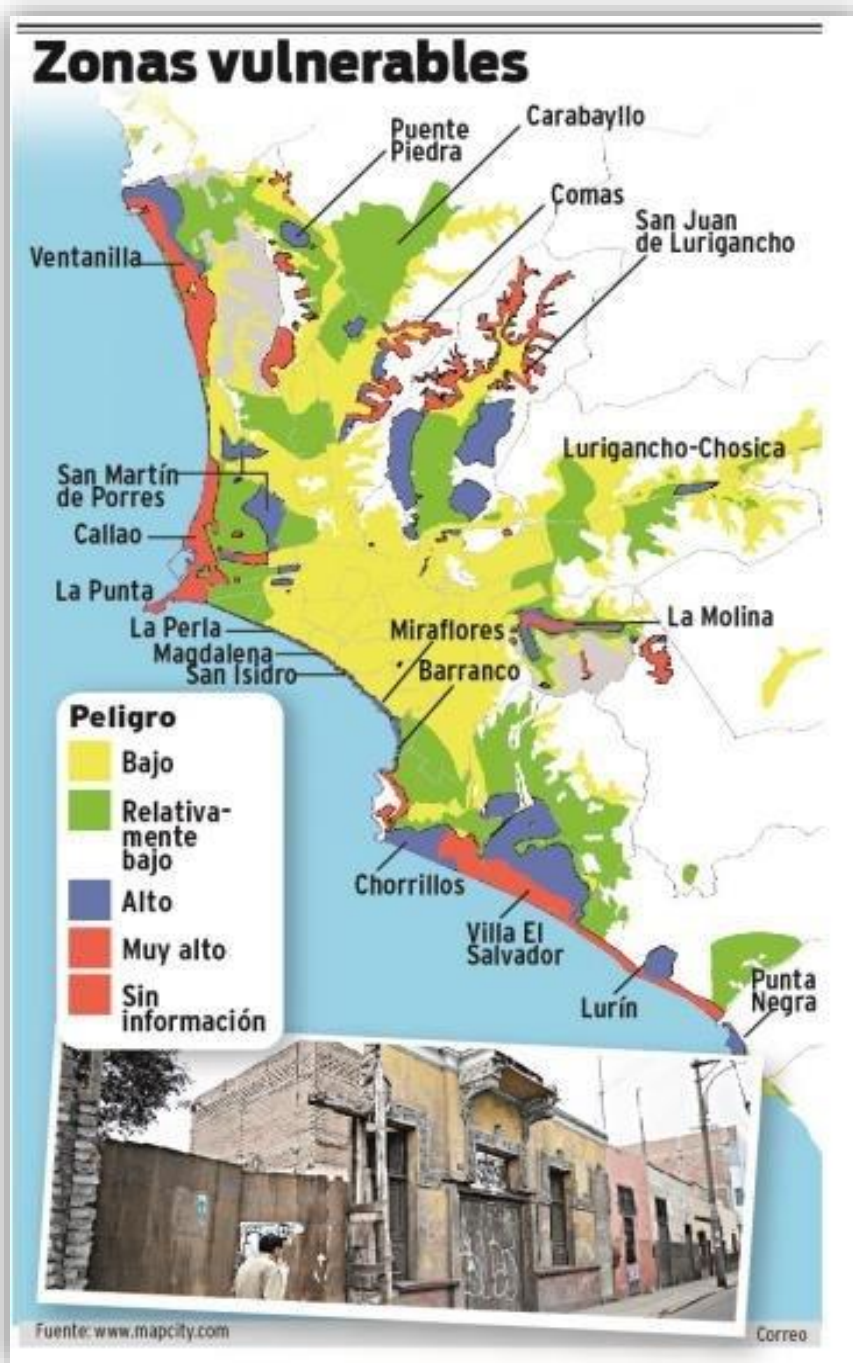 Zonas vulnerables
Puente
Piedra
Carabayllo
Comas
San Juan
de Lurigancho
Ventanilla
Lurigancho-Chosica
San Martín
de Porres
Callao
La Punta
La Molina
La Perla
Miraflores
Magdalena
San Isidro
Barranco
Peligro
Bajo
Relativa-
mente
bajo
Alto
Muy alto
Sin
información
Chorrillos
Villa El
Salvador
Lurín
Punta
Negra
Fuente: www.mapcity.com
Correo